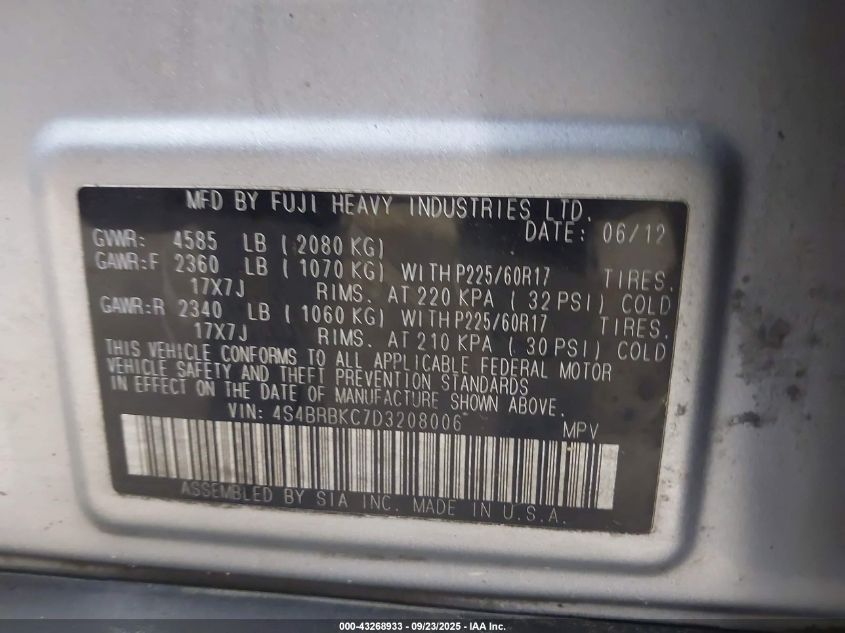 MFD BY FUJI HEAVY INDUSTRIES LTD.
DATE: 06/12
GVWR: 4585 LB (2080 KG)
GAWR:F 2360 LB (1070 KG) WITH P225/60R17 TIRES.
17X7J RIMS. AT 220 KPA (32 PSI) COLD
GAWR:R 2340 LB (1060 KG) WITH P225/60R17 TIRES.
17X7J RIMS. AT 210 KPA (30 PSI) COLD
THIS VEHICLE CONFORMS TO ALL APPLICABLE FEDERAL MOTOR
VEHICLE SAFETY AND THEFT PREVENTION STANDARDS
IN EFFECT ON THE DATE OF MANUFACTURE SHOWN ABOVE.
VIN: 4S4BRBKC7D3208006 MPV
ASSEMBLED BY SIA INC. MADE IN U.S.A.
000-43268933 - 09/23/2025 - IAA Inc.